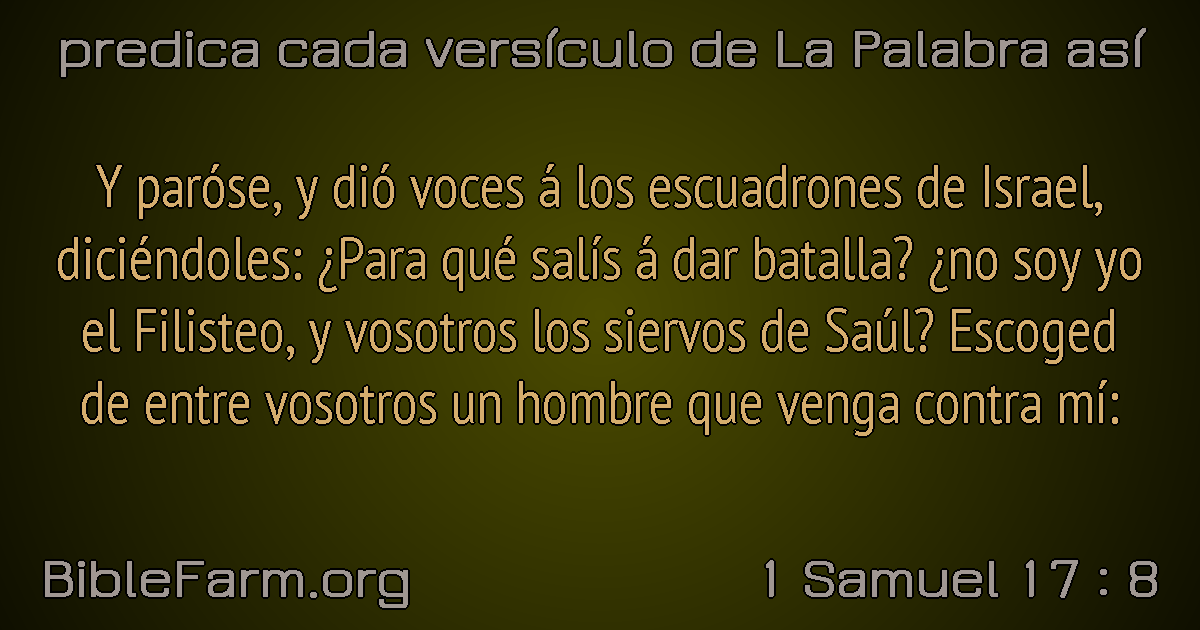 predica cada versículo de La Palabra así
Y paróse, y dió voces á los escuadrones de Israel,
diciéndoles: ¿Para qué salís á dar batalla? ¿no soy yo
el Filisteo, y vosotros los siervos de Saúl? Escoged
de entre vosotros un hombre que venga contra mí:
BibleFarm.org
1 Samuel 17 : 8